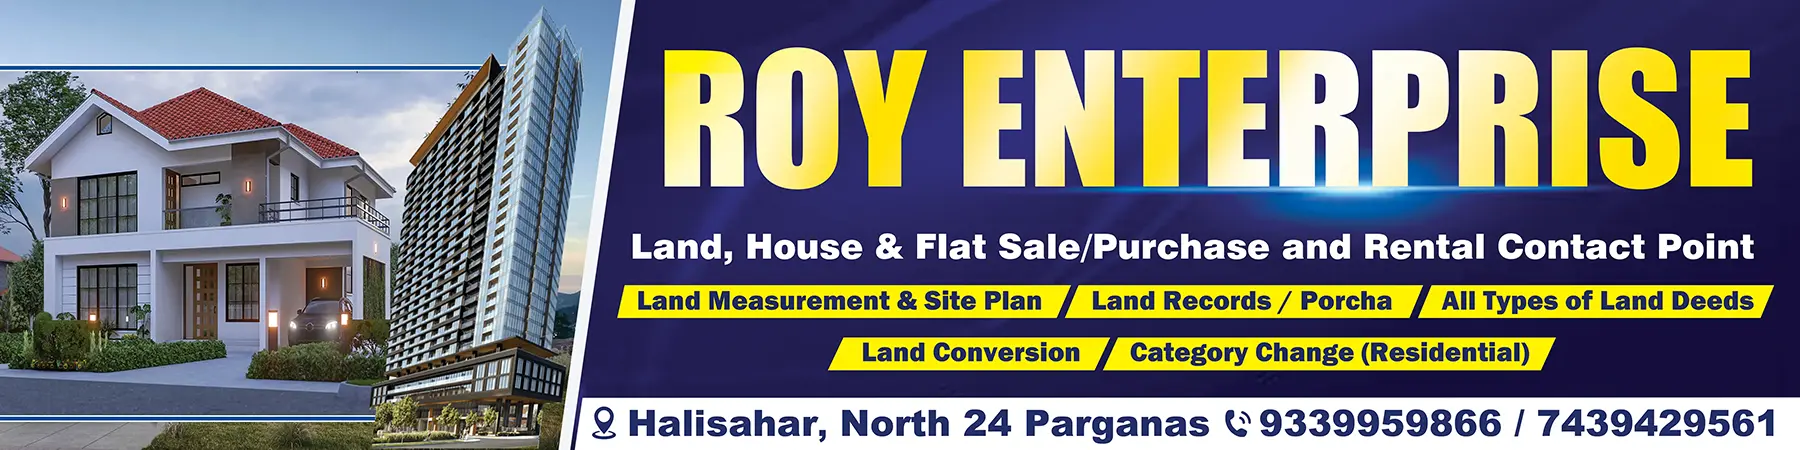 ROY ENTERPRISE
Land, House & Flat Sale/Purchase and Rental Contact Point
Land Measurement & Site Plan / Land Records / Porcha / All Types of Land Deeds
Land Conversion / Category Change (Residential)
Halisahar, North 24 Parganas 9339959866 / 7439429561